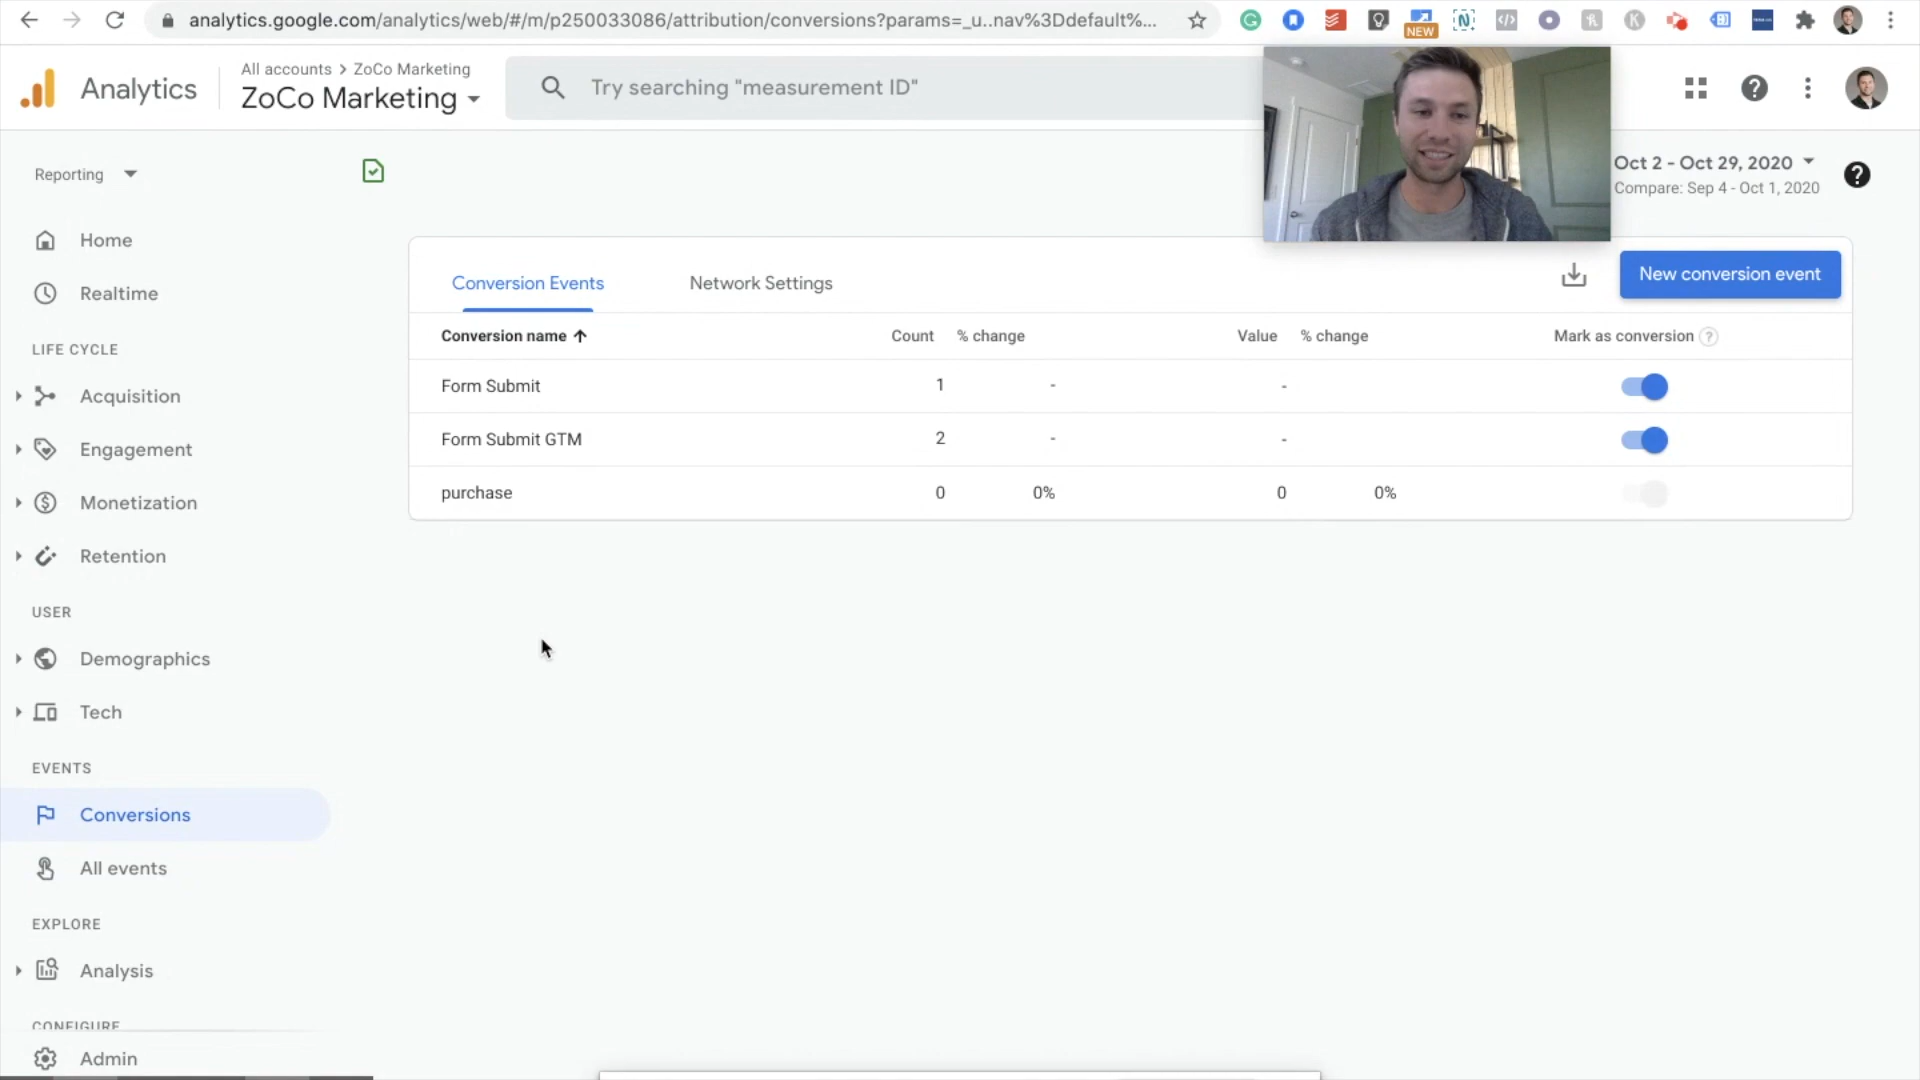 analytics.google.com/analytics/web/#/m/p250033086/attribution/conversions?params=_u..nav%3Ddefault%...
NEW
Analytics
All accounts > ZoCo Marketing
ZoCo Marketing
Try searching "measurement ID"
Reporting
Oct 2 - Oct 29, 2020
Compare: Sep 4 - Oct 1, 2020
Home
Realtime
LIFE CYCLE
Acquisition
Engagement
Monetization
Retention
USER
Demographics
Tech
EVENTS
Conversions
All events
EXPLORE
Analysis
CONFIGURE
Admin
Conversion Events
Network Settings
New conversion event
Conversion name Count % change Value % change Mark as conversion ?
Form Submit 1 - -
Form Submit GTM 2 - -
purchase 0 0% 0 0%